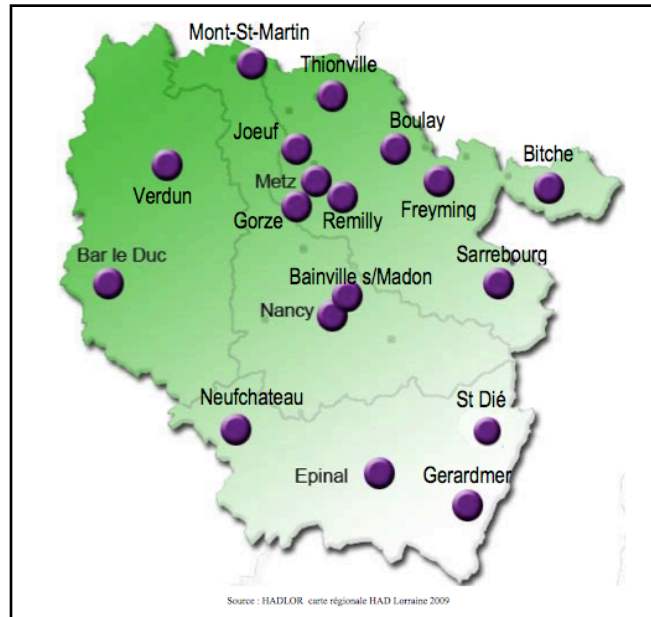 Mont-St-Martin
Thionville
Joeuf
Boulay
Bitche
Metz
Verdun
Freyming
Gorze
Remilly
Bar le Duc
Sarrebourg
Bainville s/Madon
Nancy
Neufchateau
St Dié
Epinal
Gerardmer
Source : HADLOR carte régionale HAD Lorraine 2009